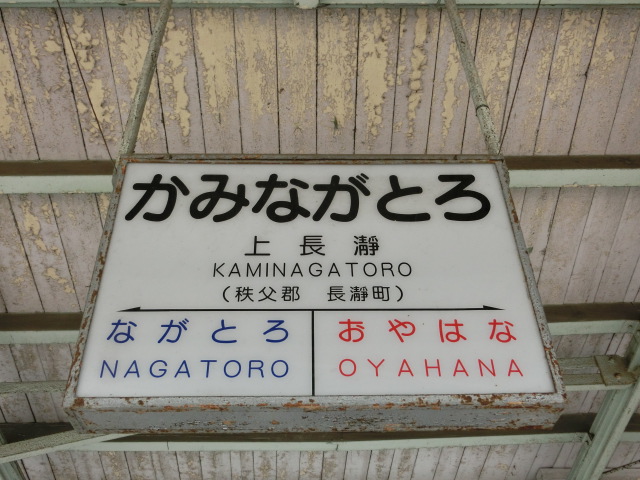 かみながとろ
上長瀞
KAMINAGATORO
(秩父郡 長瀞町)
ながとろ おやはな
NAGATORO OYAHANA